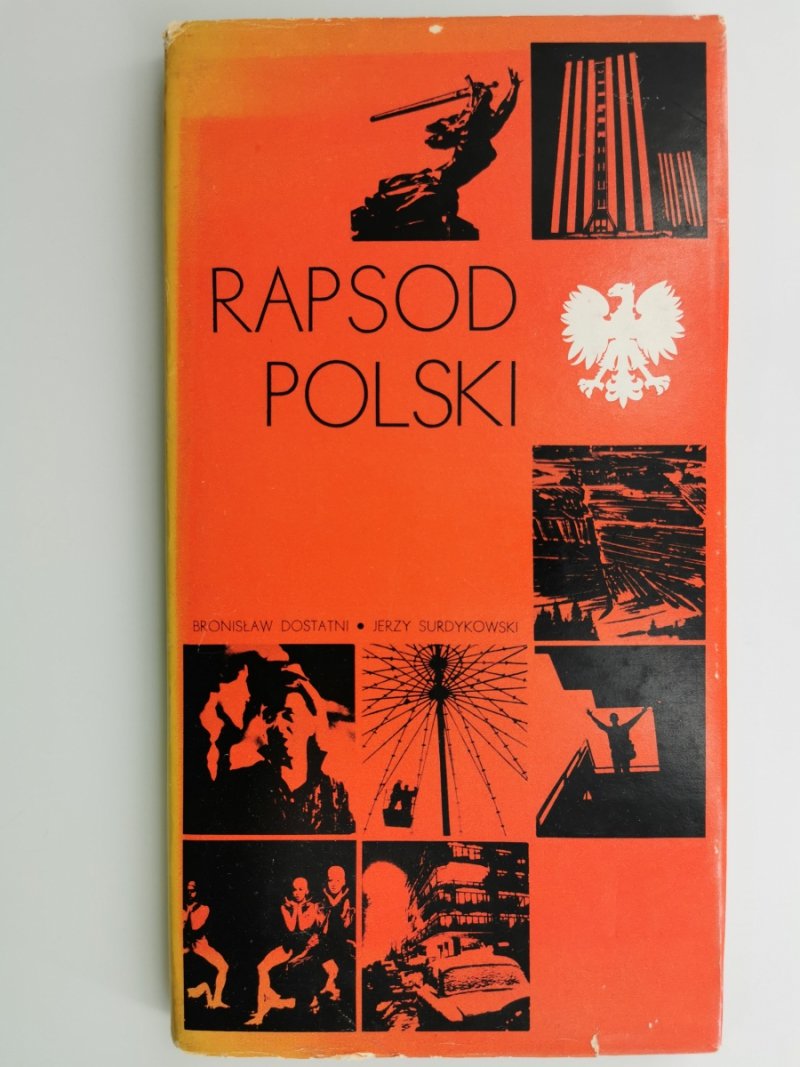 RAPSOD
POLSKI
BRONISŁAW DOSTATNI • JERZY SURDYKOWSKI